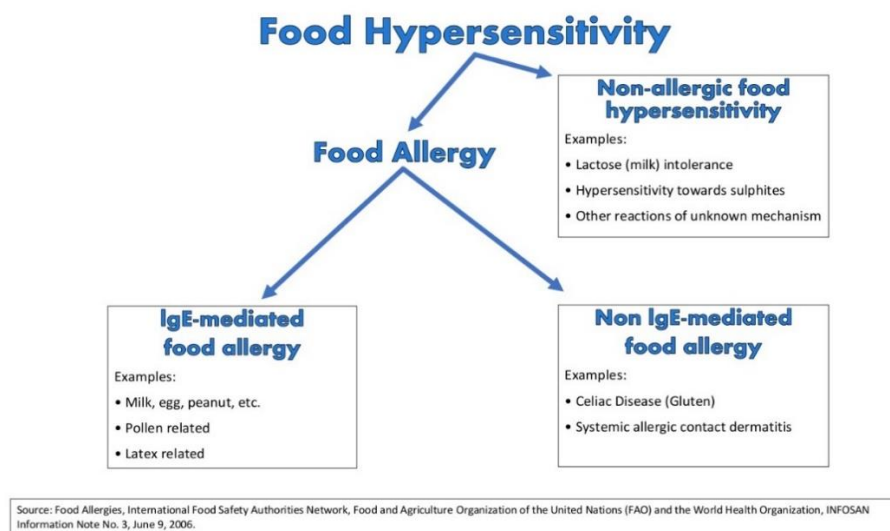 Food Hypersensitivity
Non-allergic food
hypersensitivity
Examples:
• Lactose (milk) intolerance
• Hypersensitivity towards sulphites
• Other reactions of unknown mechanism
Food Allergy
IgE-mediated
food allergy
Examples:
• Milk, egg, peanut, etc.
• Pollen related
• Latex related
Non IgE-mediated
food allergy
Examples:
• Celiac Disease (Gluten)
• Systemic allergic contact dermatitis
Source: Food Allergies, International Food Safety Authorities Network, Food and Agriculture Organization of the United Nations (FAO) and the World Health Organization, INFOSAN
Information Note No. 3, June 9, 2006.